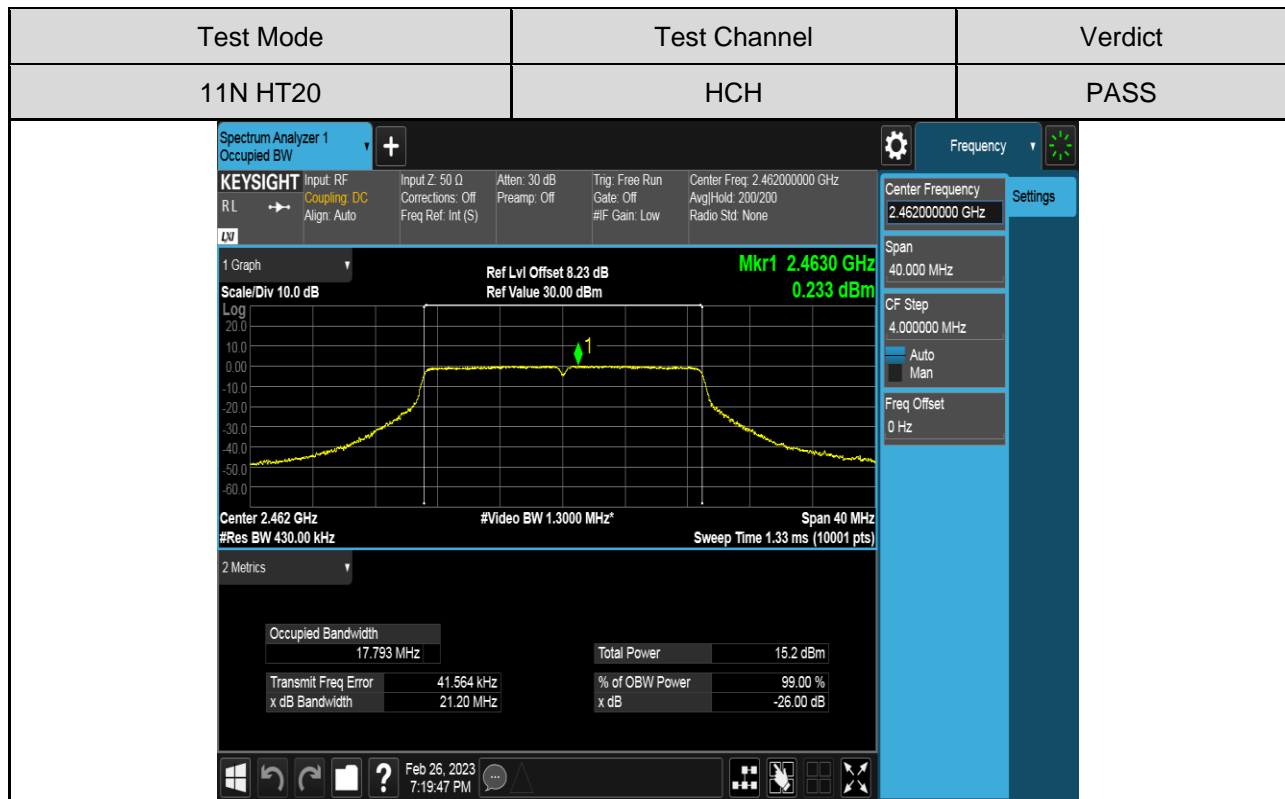 Test Mode Test Channel Verdict
11N HT20 HCH PASS
Spectrum Analyzer 1
Occupied BW
+
Frequency
KEYSIGHT Input: RF Input Z: 50 Ω Atten: 30 dB Trig: Free Run Center Freq: 2.462000000 GHz
RL Coupling: DC Corrections: Off Preamp: Off Gate: Off Avg|Hold: 200/200
Align: Auto Freq Ref: Int (S) #IF Gain: Low Radio Std: None
LXI
Center Frequency
2.462000000 GHz
Settings
Span
40.000 MHz
CF Step
4.000000 MHz
Auto
Man
Freq Offset
0 Hz
1 Graph Ref Lvl Offset 8.23 dB Mkr1 2.4630 GHz
Scale/Div 10.0 dB Ref Value 30.00 dBm 0.233 dBm
Log
20.0
10.0
1
0.00
-10.0
-20.0
-30.0
-40.0
-50.0
-60.0
Center 2.462 GHz #Video BW 1.3000 MHz* Span 40 MHz
#Res BW 430.00 kHz Sweep Time 1.33 ms (10001 pts)
2 Metrics
Occupied Bandwidth
17.793 MHz Total Power 15.2 dBm
Transmit Freq Error 41.564 kHz % of OBW Power 99.00 %
x dB Bandwidth 21.20 MHz x dB -26.00 dB
? Feb 26, 2023
7:19:47 PM